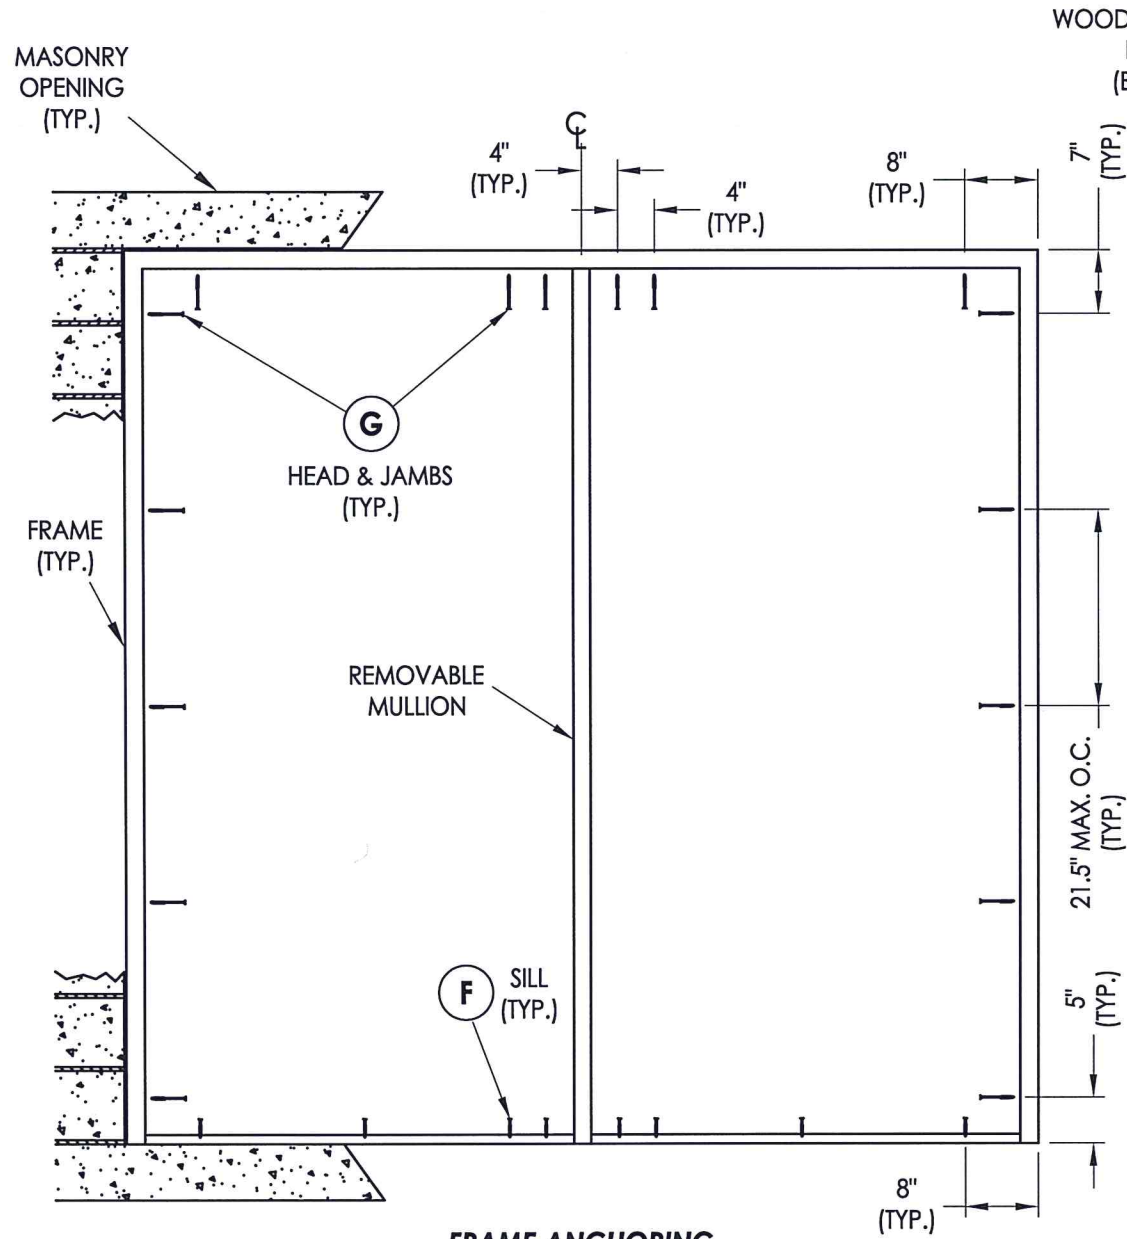 WOOD
MASONRY
OPENING
(TYP.)
C L
4"
(TYP.)
4"
(TYP.)
8"
(TYP.)
7"
(TYP.)
G
HEAD & JAMBS
(TYP.)
FRAME
(TYP.)
REMOVABLE
MULLION
21.5" MAX. O.C.
(TYP.)
F
SILL
(TYP.)
5"
(TYP.)
8"
(TYP.)
FRAME ANCHORING